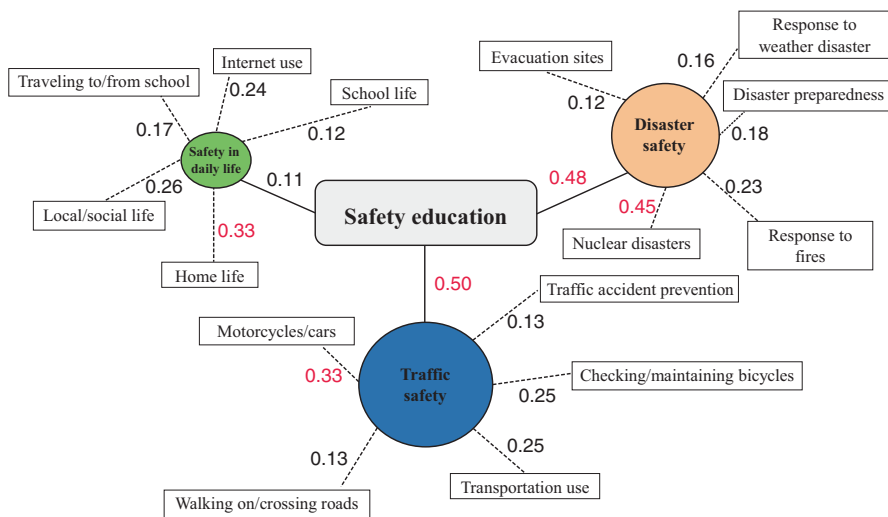 Response to
weather disaster
Evacuation sites
0.16
Internet use
Traveling to/from school
0.24
School life
0.12
Disaster preparedness
0.17
0.12
Disaster
safety
0.18
Safety in
daily life
0.26
0.11
0.48
0.23
Local/social life
0.33
Safety education
0.45
Nuclear disasters
Response to
fires
Home life
0.50
Traffic accident prevention
Motorcycles/cars
0.13
0.33
Traffic
safety
Checking/maintaining bicycles
0.25
0.13
0.25
Transportation use
Walking on/crossing roads